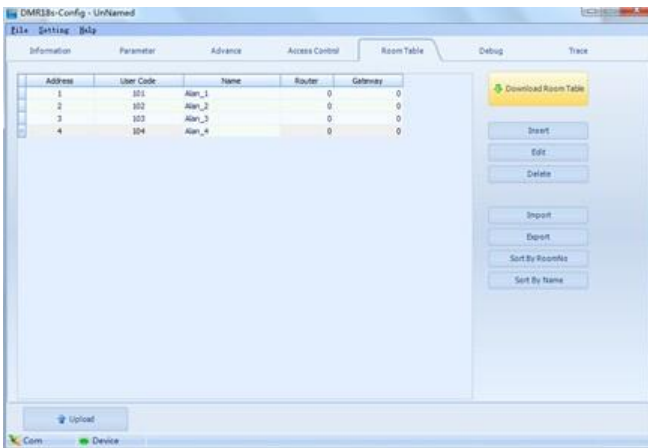 DMR18s-Config - UnNamed
File Setting Help
Information Parameter Advance Access Control Room Table Debug Trace
Address User Code Name Router Gateway
1 101 Alan_1 0 0
2 102 Alan_2 0 0
3 103 Alan_3 0 0
4 104 Alan_4 0 0
Download Room Table
Insert
Edit
Delete
Import
Export
Sort By RoomNo
Sort By Name
Upload
Com Device